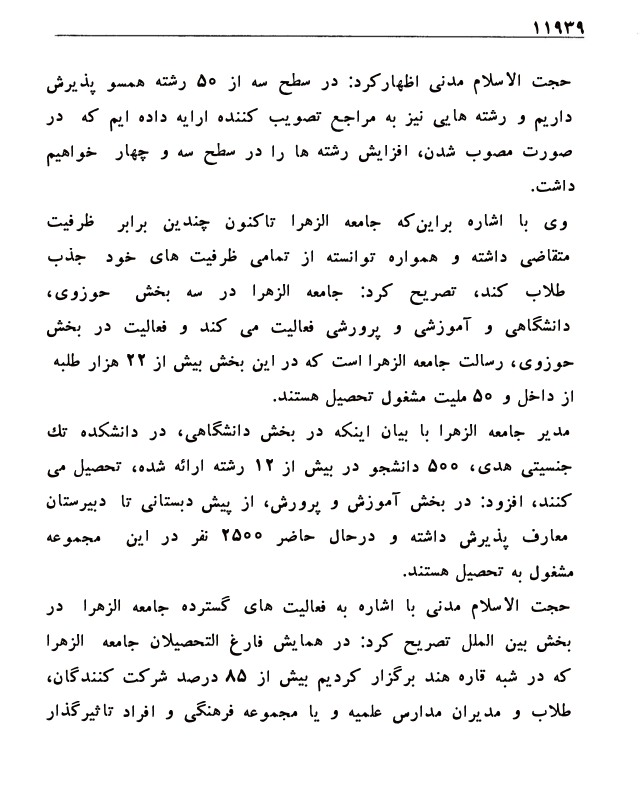 ۱۱۹۳۹
حجت الاسلام مدنی اظهارکرد: در سطح سه از ۵۰ رشته همسو پذیرش
داریم و رشته هایی نیز به مراجع تصویب کننده ارایه داده ایم که در
صورت مصوب شدن، افزایش رشته ها را در سطح سه و چهار خواهیم
داشت.
وی با اشاره براین‌که جامعه الزهرا تاکنون چندین برابر ظرفیت
متقاضی داشته و همواره توانسته از تمامی ظرفیت های خود جذب
طلاب کند، تصریح کرد: جامعه الزهرا در سه بخش حوزوی،
دانشگاهی و آموزشی و پرورشی فعالیت می کند و فعالیت در بخش
حوزوی، رسالت جامعه الزهرا است که در این بخش بیش از ۲۲ هزار طلبه
از داخل و ۵۰ ملیت مشغول تحصیل هستند.
مدیر جامعه الزهرا با بیان اینکه در بخش دانشگاهی، در دانشکده تك
جنسیتی هدی، ۵۰۰ دانشجو در بیش از ۱۲ رشته ارائه شده، تحصیل می
کنند، افزود: در بخش آموزش و پرورش، از پیش دبستانی تا دبیرستان
معارف پذیرش داشته و درحال حاضر ۲۵۰۰ نفر در این مجموعه
مشغول به تحصیل هستند.
حجت الاسلام مدنی با اشاره به فعالیت های گسترده جامعه الزهرا در
بخش بین الملل تصریح کرد: در همایش فارغ التحصیلان جامعه الزهرا
که در شبه قاره هند برگزار کردیم بیش از ۸۵ درصد شرکت کنندگان،
طلاب و مدیران مدارس علمیه و یا مجموعه فرهنگی و افراد تاثیرگذار